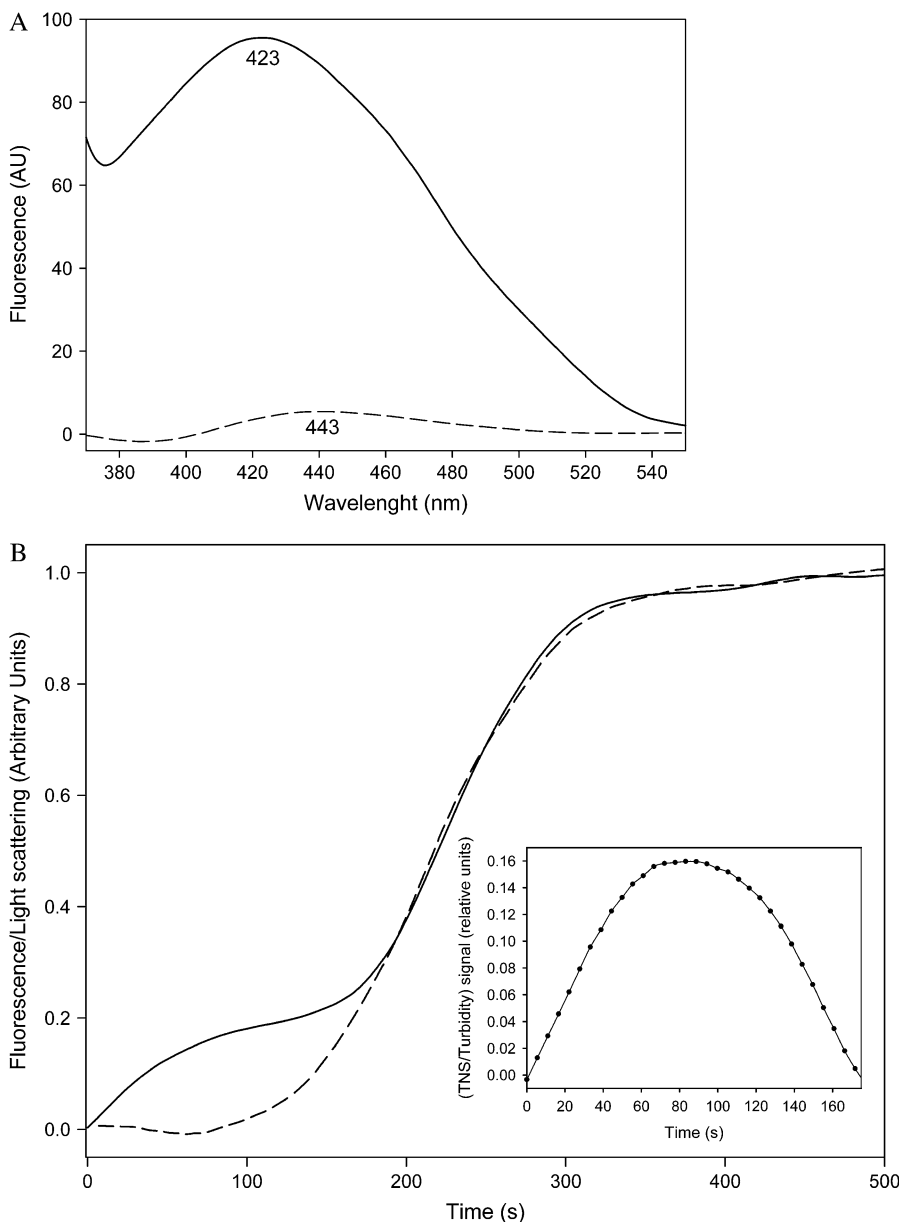 A
100
80
60
40
20
0
Fluorescence (AU)
423
443
380 400 420 440 460 480 500 520 540
Wavelenght (nm)
B
1.0
0.8
0.6
0.4
0.2
0.0
Fluorescence/Light scattering (Arbitrary Units)
0.16
0.14
0.12
0.10
0.08
0.06
0.04
0.02
0.00
(TNS/Turbidity) signal (relative units)
0 20 40 60 80 100 120 140 160
Time (s)
0 100 200 300 400 500
Time (s)